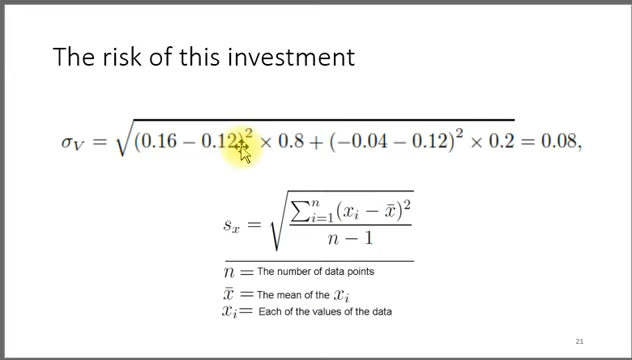 The risk of this investment
σ_V = √((0.16 − 0.12)² × 0.8 + (−0.04 − 0.12)² × 0.2) = 0.08,
s_x = √(∑ⁿᵢ₌₁(xᵢ − x̄)² / (n − 1))
n = The number of data points
x̄ = The mean of the xᵢ
xᵢ= Each of the values of the data
21